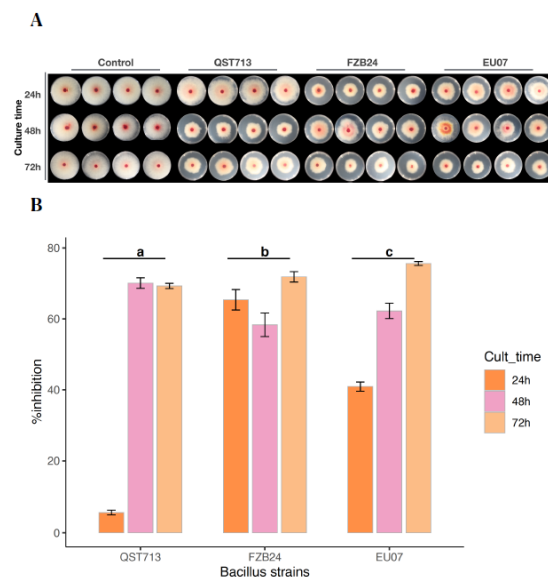 A
Control QST713 FZB24 EU07
Culture time
24h
48h
72h
B
a b c
80
60
40
20
0
%inhibition
QST713 FZB24 EU07
Bacillus strains
Cult_time
24h
48h
72h